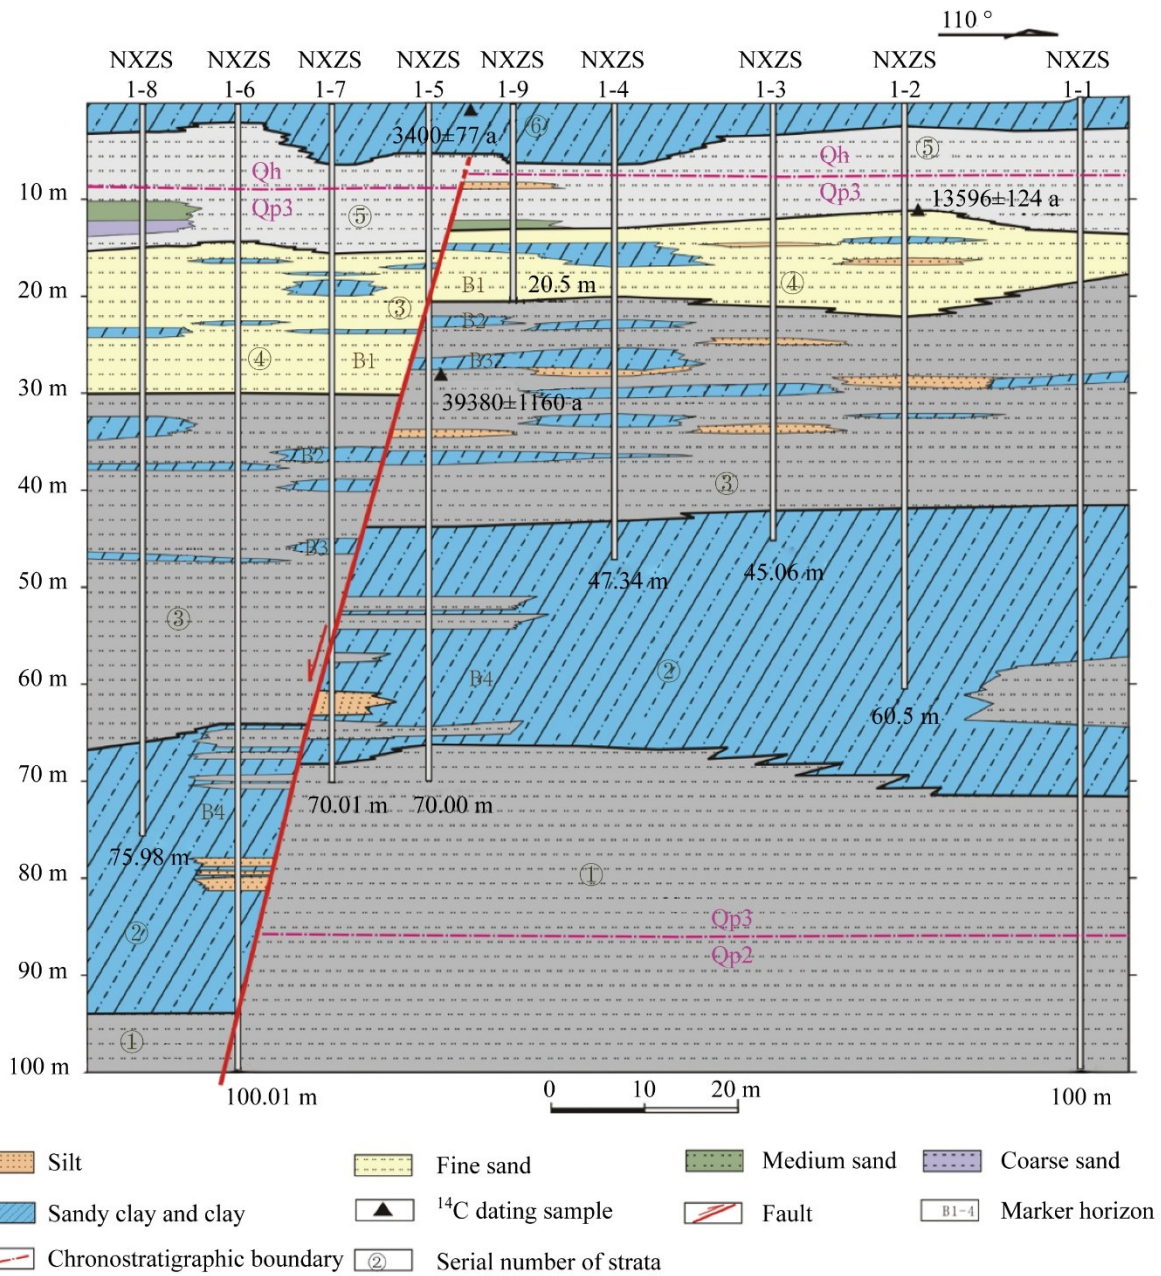 110 °
NXZS NXZS NXZS NXZS NXZS NXZS NXZS NXZS NXZS
1-8 1-6 1-7 1-5 1-9 1-4 1-3 1-2 1-1
3400±77 a
⑥
⑤
Qh
Qh
10 m
Qp3
Qp3
13596±124 a
⑤
20 m
B1
20.5 m
④
③
B2
④
B1
B3
30 m
39380±1160 a
B2
40 m
③
B3
50 m
47.34 m
45.06 m
③
60 m
B4
②
60.5 m
70 m
70.01 m
70.00 m
B4
75.98 m
80 m
①
②
Qp3
Qp2
90 m
①
100 m
100.01 m
0 10 20 m
100 m
Silt
Fine sand
Medium sand
Coarse sand
Sandy clay and clay
14C dating sample
Fault
B1-4
Marker horizon
Chronostratigraphic boundary
②
Serial number of strata